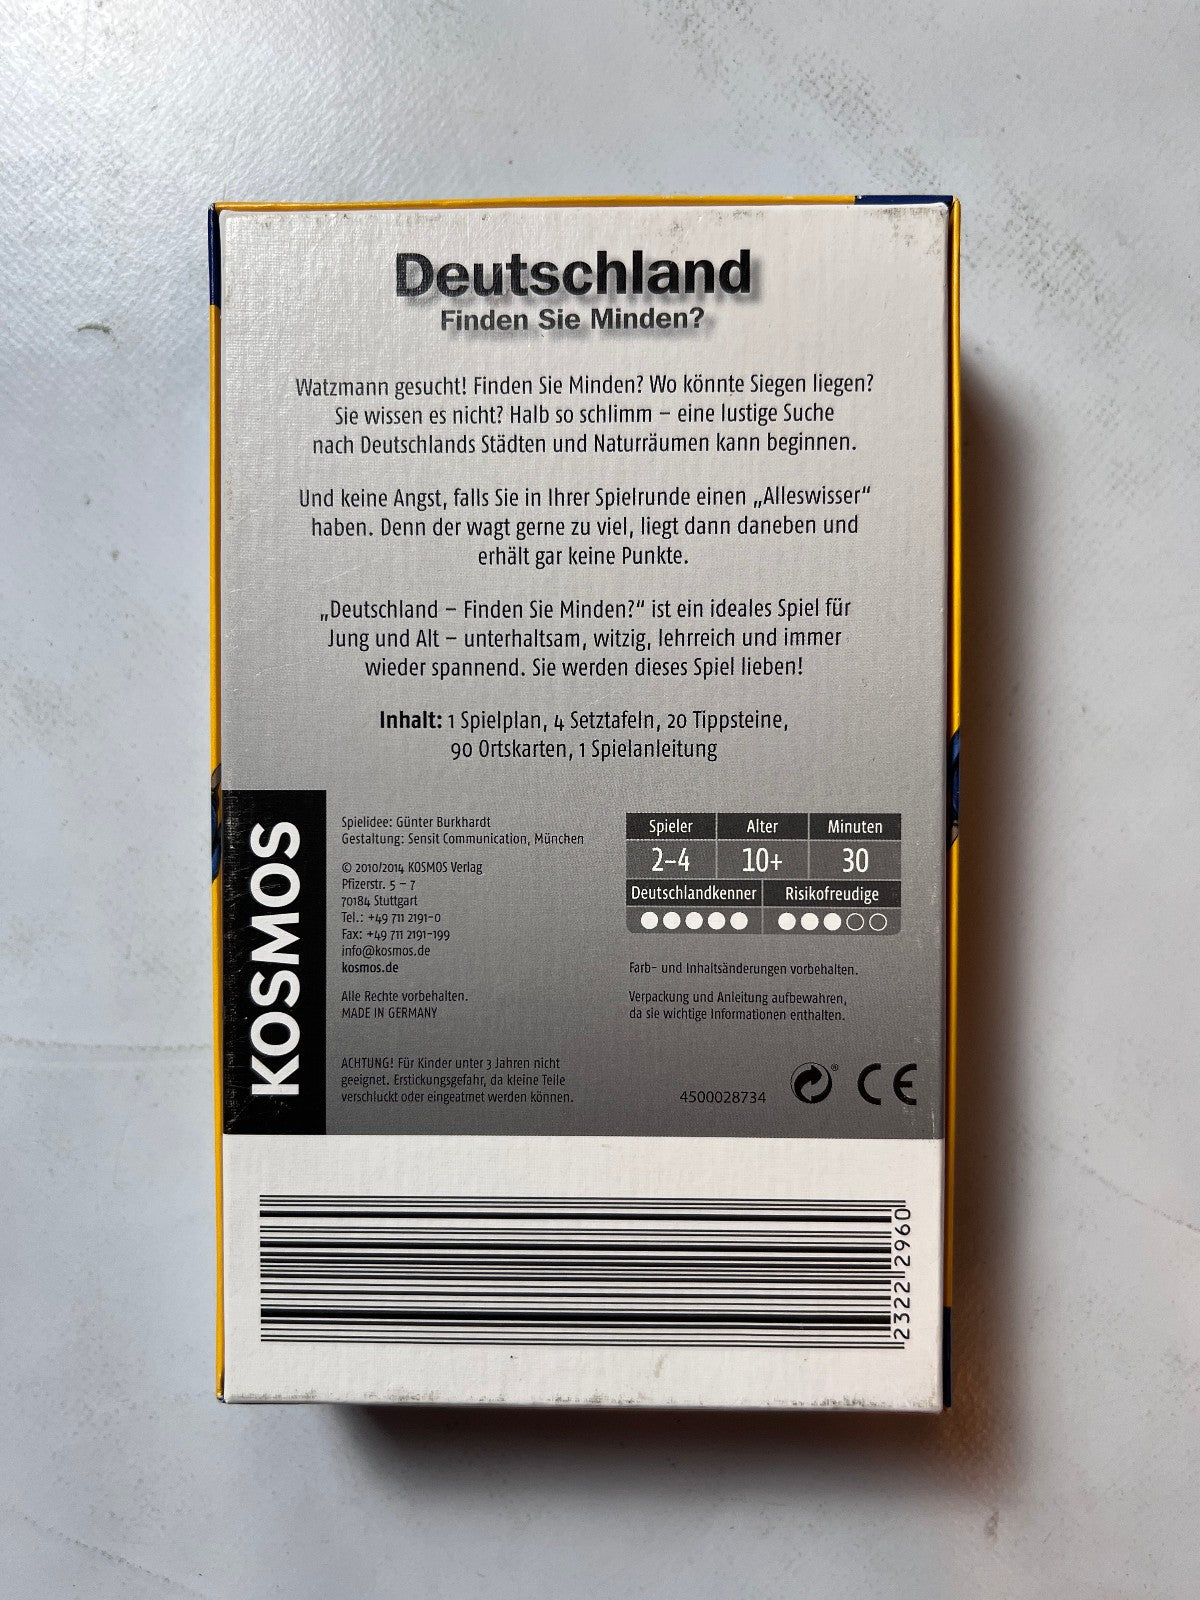 Deutschland
Finden Sie Minden?
Watzmann gesucht! Finden Sie Minden? Wo könnte Siegen liegen?
Sie wissen es nicht? Halb so schlimm – eine lustige Suche
nach Deutschlands Städten und Naturräumen kann beginnen.
Und keine Angst, falls Sie in Ihrer Spielrunde einen „Alleswisser“
haben. Denn der wagt gerne zu viel, liegt dann daneben und
erhält gar keine Punkte.
„Deutschland – Finden Sie Minden?“ ist ein ideales Spiel für
Jung und Alt – unterhaltsam, witzig, lehrreich und immer
wieder spannend. Sie werden dieses Spiel lieben!
Inhalt: 1 Spielplan, 4 Setztafeln, 20 Tippsteine,
90 Ortskarten, 1 Spielanleitung
KOSMOS
Spielidee: Günter Burkhardt
Gestaltung: Sensit Communication, München
© 2010/2014 KOSMOS Verlag
Pfizerstr. 5 – 7
70184 Stuttgart
Tel.: +49 711 2191-0
Fax: +49 711 2191-199
info@kosmos.de
kosmos.de
Alle Rechte vorbehalten.
MADE IN GERMANY
ACHTUNG! Für Kinder unter 3 Jahren nicht
geeignet. Erstickungsgefahr, da kleine Teile
verschluckt oder eingeatmet werden können.
Spieler Alter Minuten
2–4 10+ 30
Deutschlandkenner Risikofreudige
Farb- und Inhaltsänderungen vorbehalten.
Verpackung und Anleitung aufbewahren,
da sie wichtige Informationen enthalten.
4500028734 ® CE
2322 2960